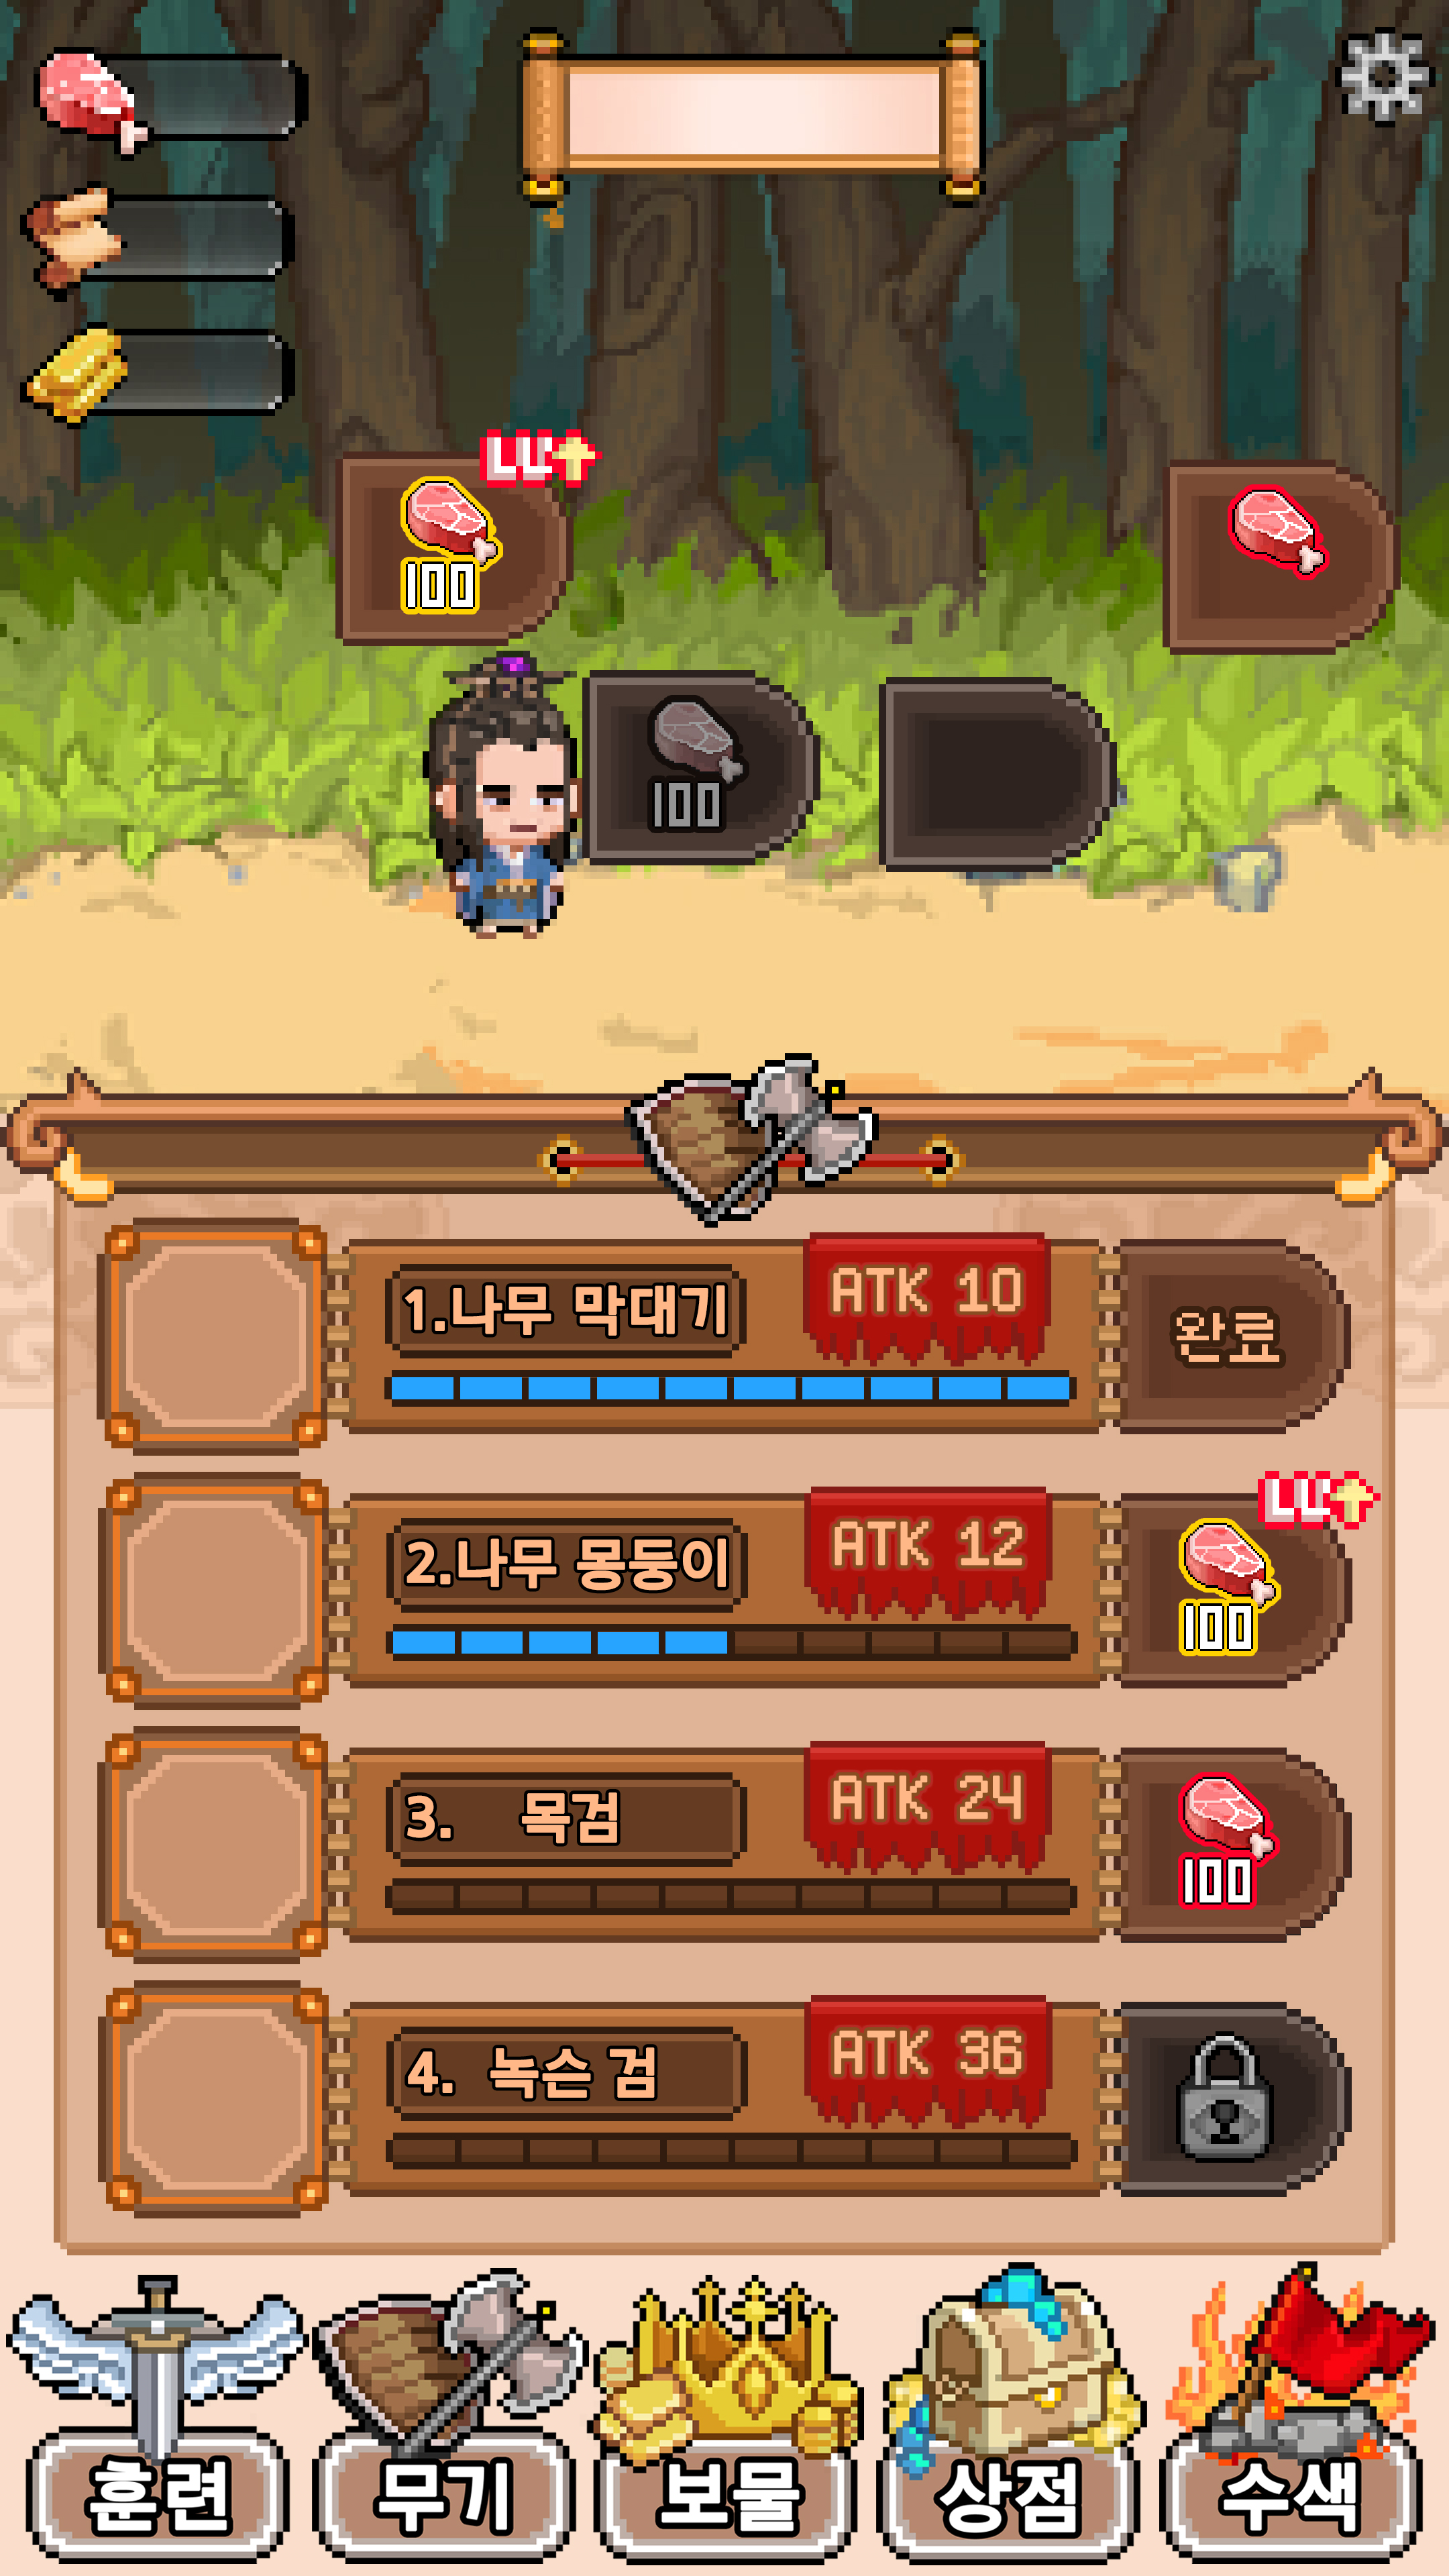 LV
100
100
1.나무 막대기
ATK 10
완료
LV
2.나무 몽둥이
ATK 12
100
3. 목검
ATK 24
100
4. 녹슨 검
ATK 36
훈련
무기
보물
상점
수색